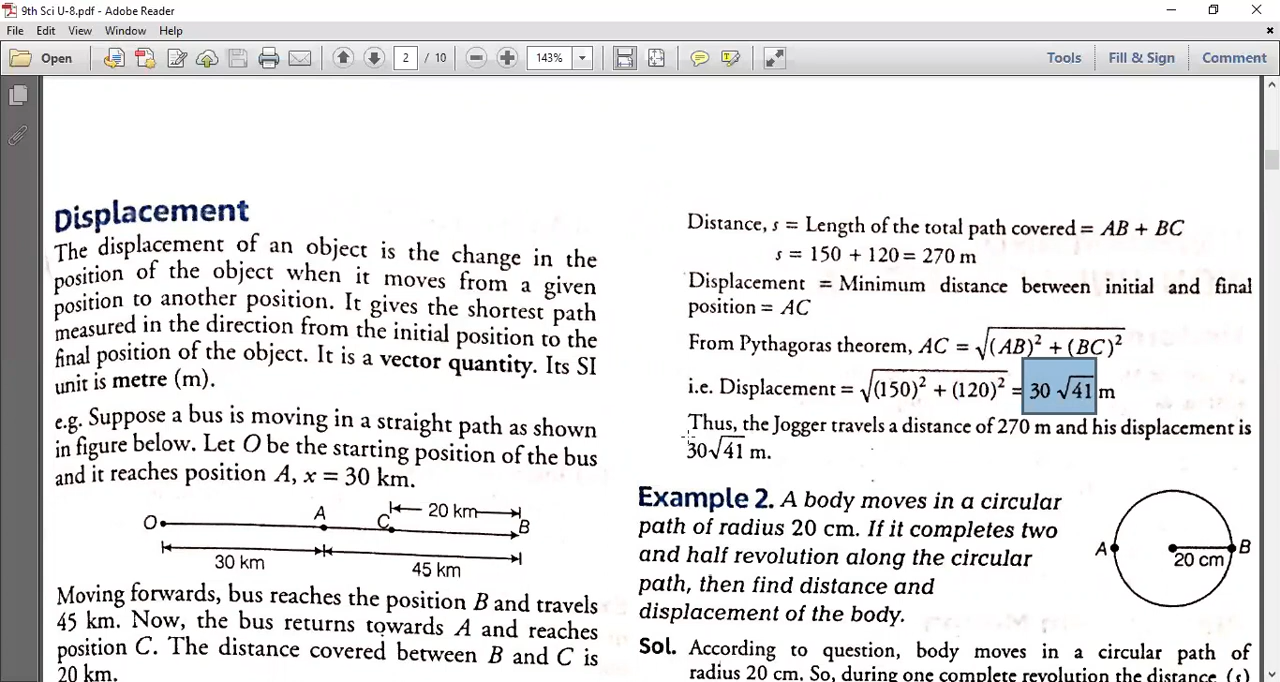 9th Sci U-8.pdf - Adobe Reader
File Edit View Window Help
Open 2 / 10 143% Tools Fill & Sign Comment
Displacement
The displacement of an object is the change in the
position of the object when it moves from a given
position to another position. It gives the shortest path
measured in the direction from the initial position to the
final position of the object. It is a vector quantity. Its SI
unit is metre (m).
e.g. Suppose a bus is moving in a straight path as shown
in figure below. Let O be the starting position of the bus
and it reaches position A, x = 30 km.
O A C 20 km B
30 km 45 km
Moving forwards, bus reaches the position B and travels
45 km. Now, the bus returns towards A and reaches
position C. The distance covered between B and C is
20 km.
Distance, s = Length of the total path covered = AB + BC
s = 150 + 120 = 270 m
Displacement = Minimum distance between initial and final
position = AC
From Pythagoras theorem, AC = √(AB)² + (BC)²
i.e. Displacement = √(150)² + (120)² = 30 √41 m
Thus, the Jogger travels a distance of 270 m and his displacement is
30√41 m.
Example 2. A body moves in a circular
path of radius 20 cm. If it completes two
and half revolution along the circular
path, then find distance and
displacement of the body.
A B
20 cm
Sol. According to question, body moves in a circular path of
radius 20 cm. So, during one complete revolution the distance (s)